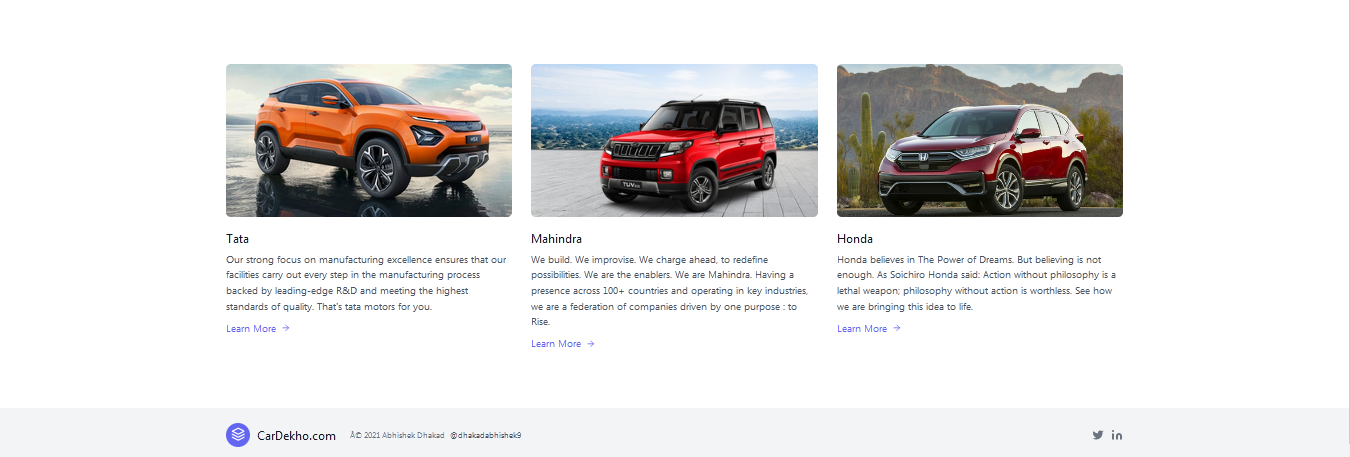 Tata
Our strong focus on manufacturing excellence ensures that our
facilities carry out every step in the manufacturing process
backed by leading-edge R&D and meeting the highest
standards of quality. That's tata motors for you.
Learn More →
TUV300
Mahindra
We build. We improvise. We charge ahead, to redefine
possibilities. We are the enablers. We are Mahindra. Having a
presence across 100+ countries and operating in key industries,
we are a federation of companies driven by one purpose : to
Rise.
Learn More →
Honda
Honda believes in The Power of Dreams. But believing is not
enough. As Soichiro Honda said: Action without philosophy is a
lethal weapon; philosophy without action is worthless. See how
we are bringing this idea to life.
Learn More →
CarDekho.com
© 2021 Abhishek Dhakad @dhakadabhishek9
in